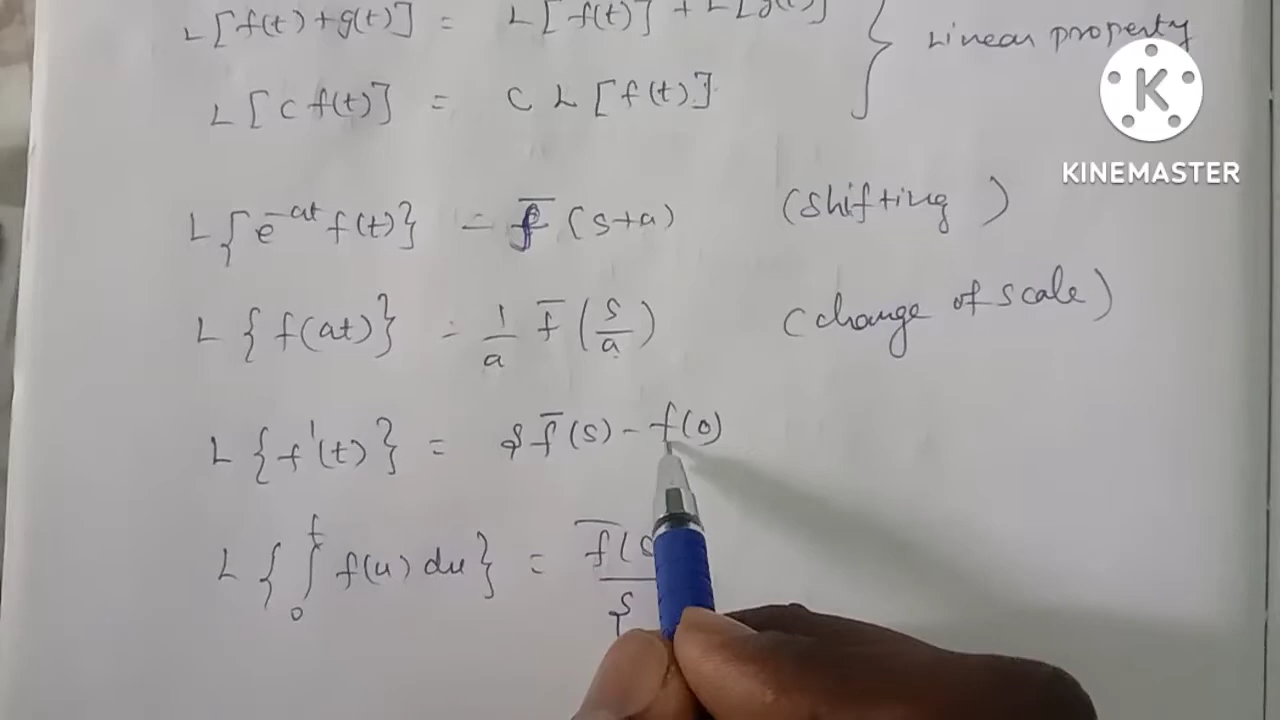 L[f(t)+g(t)] = L[f(t)] + L[g(t)] } Linear property
L[c f(t)] = C L[f(t)]
K
KINEMASTER
L{e^-at f(t)} = f̅(s+a) (shifting)
L{f(at)} = 1/a f̅(s/a) (change of scale)
L{f'(t)} = s f̅(s) - f(0)
L{∫₀ᵗ f(u) du} = f̅(s / s